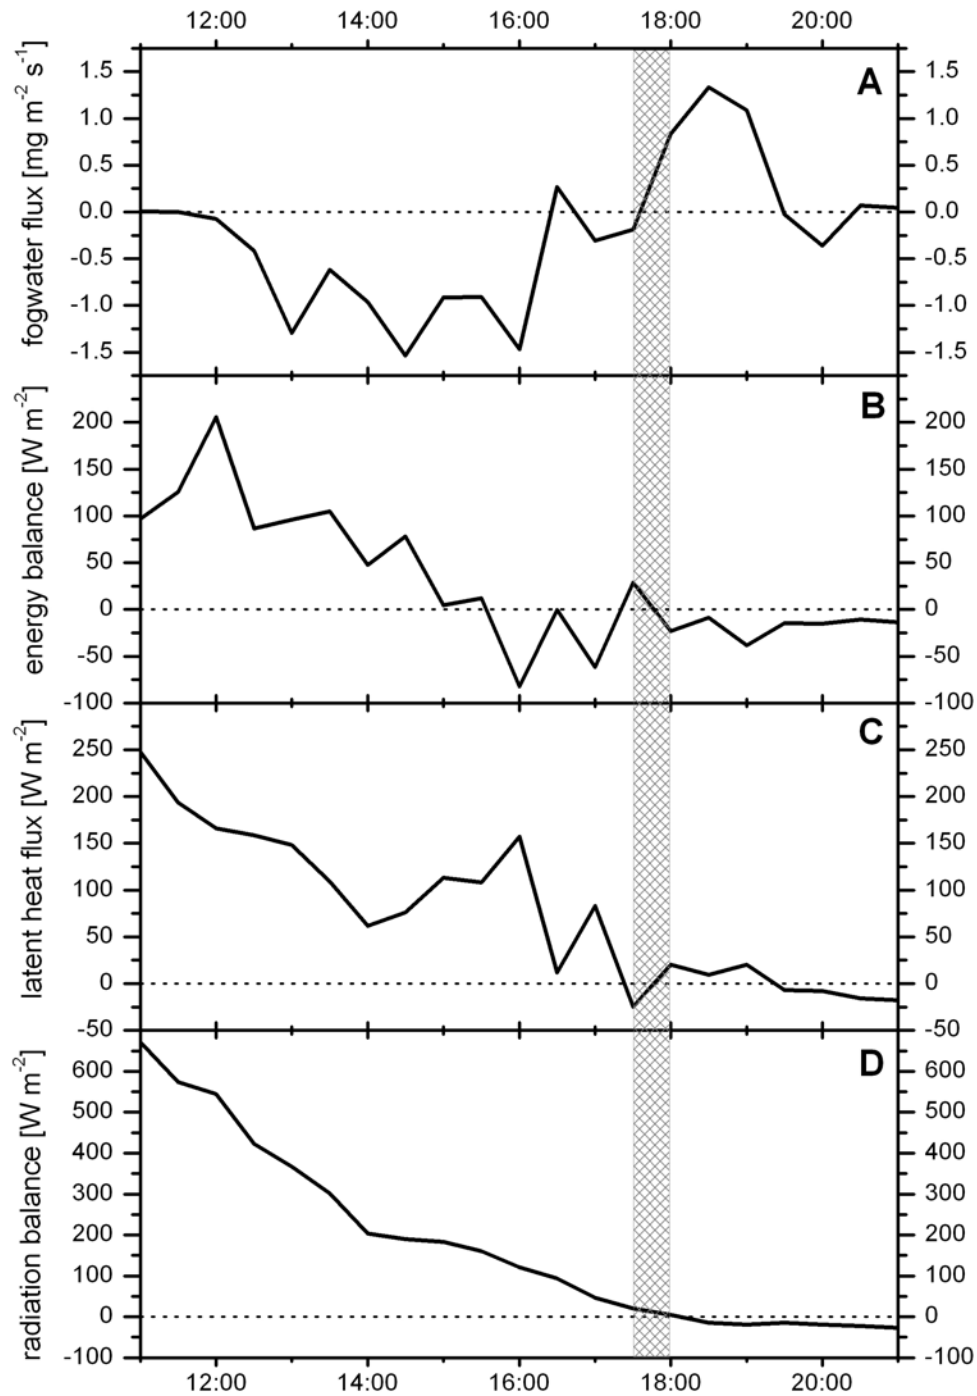 12:00 14:00 16:00 18:00 20:00
A
fogwater flux [mg m⁻² s⁻¹]
1.5 1.5
1.0 1.0
0.5 0.5
0.0 0.0
-0.5 -0.5
-1.0 -1.0
-1.5 -1.5
B
energy balance [W m⁻²]
200 200
150 150
100 100
50 50
0 0
-50 -50
-100 -100
C
latent heat flux [W m⁻²]
250 250
200 200
150 150
100 100
50 50
0 0
-50 -50
D
radiation balance [W m⁻²]
600 600
500 500
400 400
300 300
200 200
100 100
0 0
-100 -100
12:00 14:00 16:00 18:00 20:00